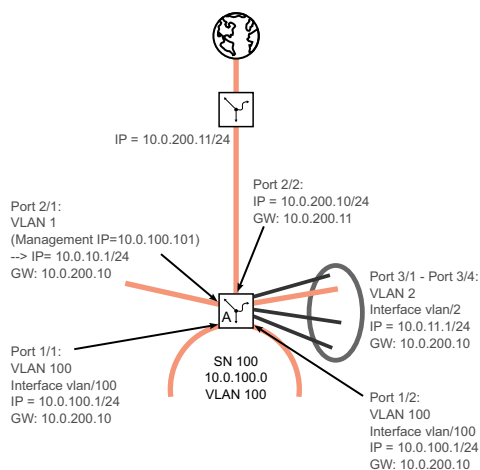 IP = 10.0.200.11/24
Port 2/2:
IP = 10.0.200.10/24
GW: 10.0.200.11
Port 2/1:
VLAN 1
(Management IP=10.0.100.101)
--> IP= 10.0.10.1/24
GW: 10.0.200.10
Port 3/1 - Port 3/4:
VLAN 2
Interface vlan/2
IP = 10.0.11.1/24
GW: 10.0.200.10
A
Port 1/1:
VLAN 100
Interface vlan/100
IP = 10.0.100.1/24
GW: 10.0.200.10
SN 100
10.0.100.0
VLAN 100
Port 1/2:
VLAN 100
Interface vlan/100
IP = 10.0.100.1/24
GW: 10.0.200.10